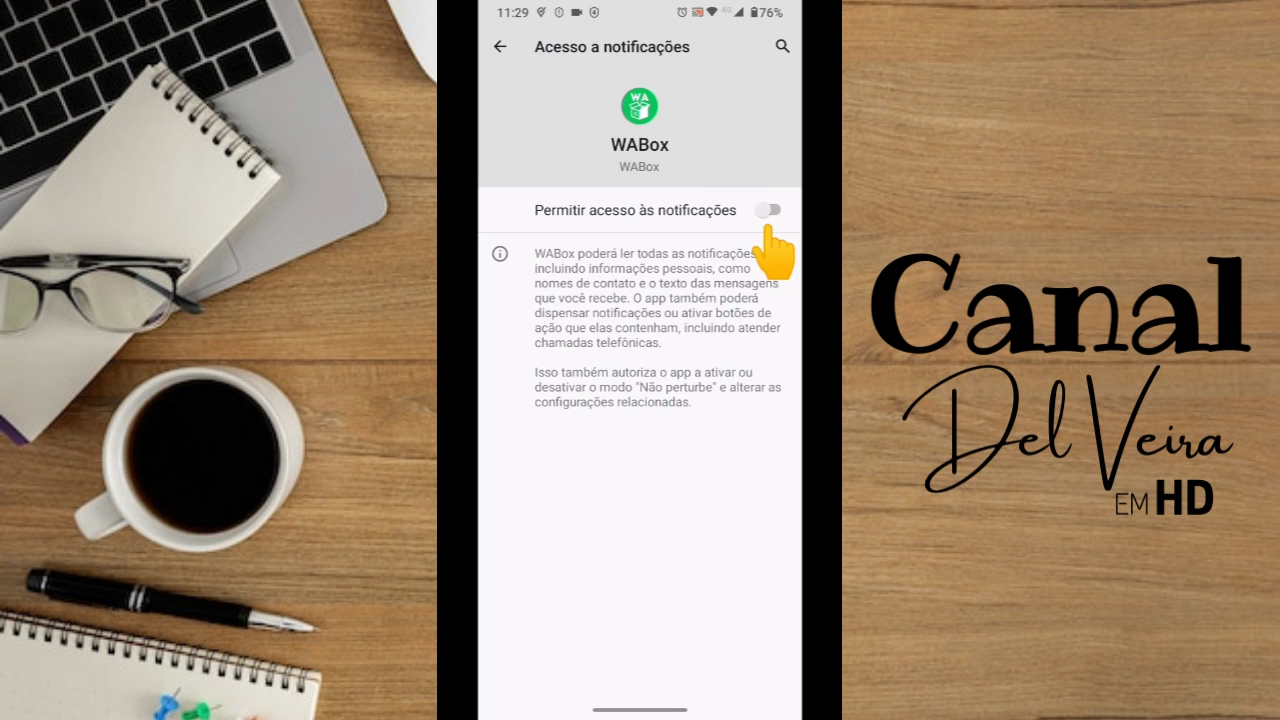 11:29
4G
76%
Acesso a notificações
WA
WABox
WABox
Permitir acesso às notificações
WABox poderá ler todas as notificações
incluindo informações pessoais, como
nomes de contato e o texto das mensagens
que você recebe. O app também poderá
dispensar notificações ou ativar botões de
ação que elas contenham, incluindo atender
chamadas telefônicas.
Isso também autoriza o app a ativar ou
desativar o modo "Não perturbe" e alterar as
configurações relacionadas.
Canal
Del Veira
EM HD